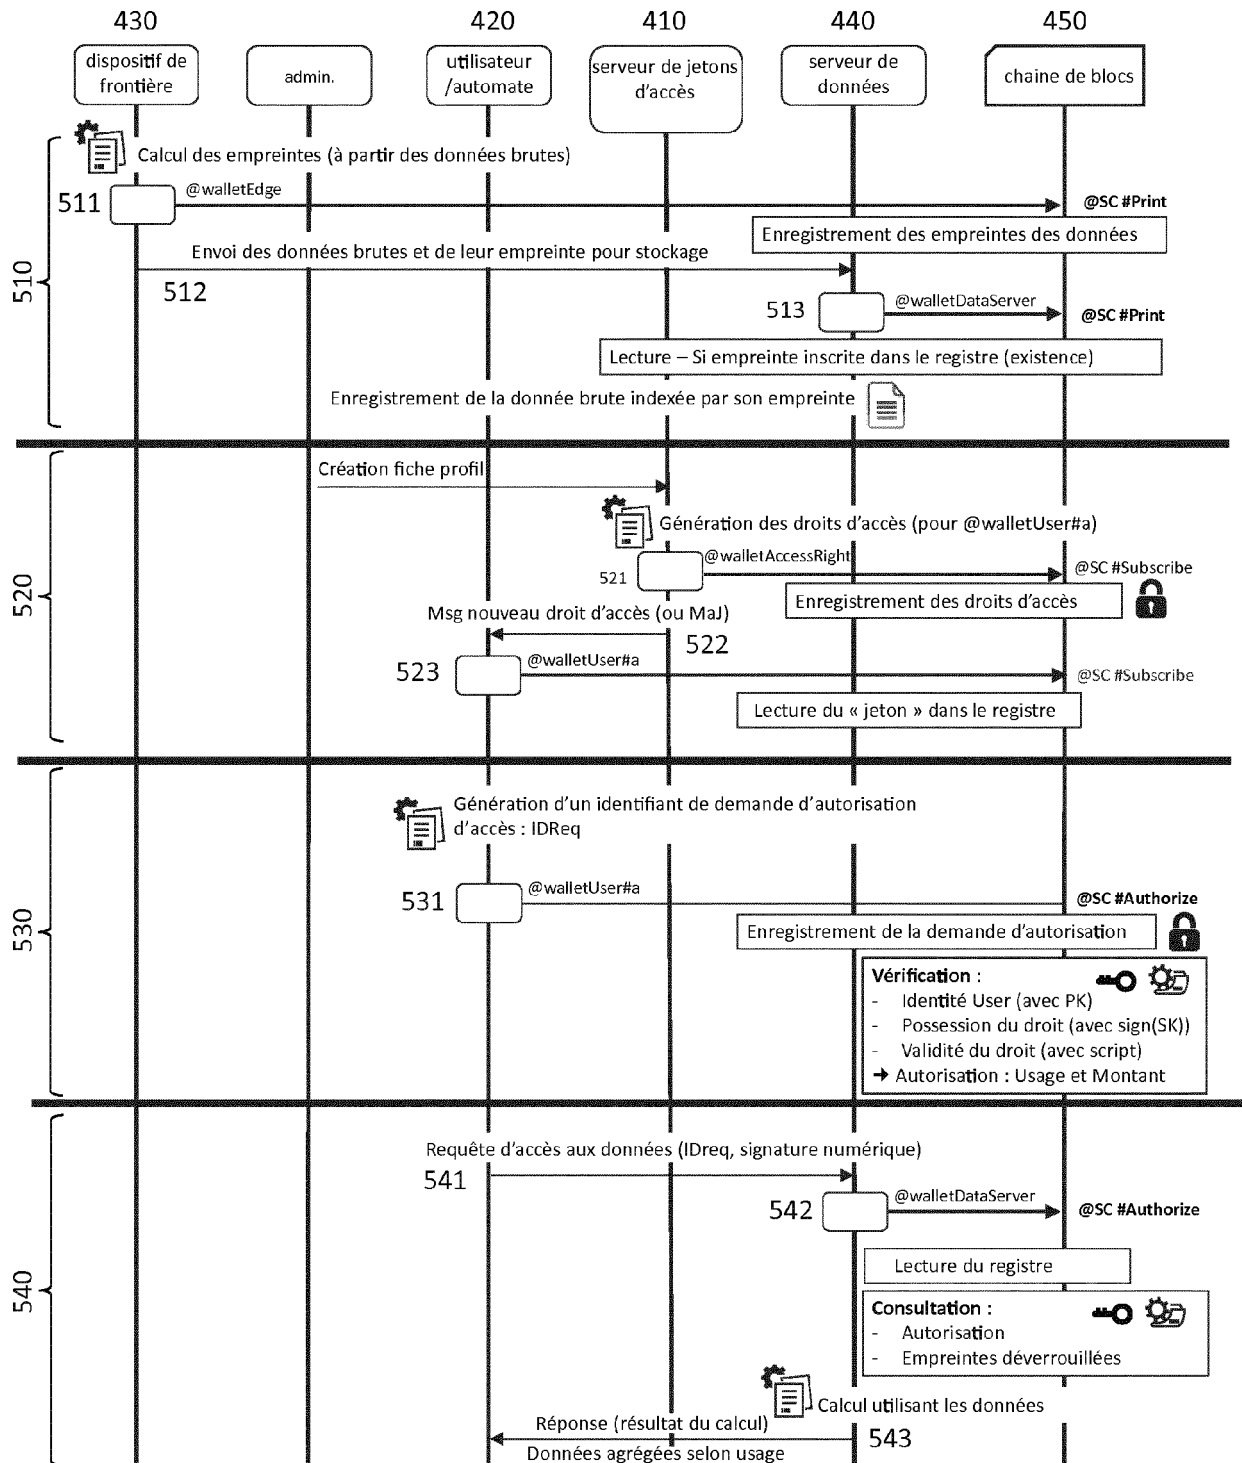 430 420 410 440 450
dispositif de
frontière
admin.
utilisateur
/automate
serveur de jetons
d'accès
serveur de
données
chaine de blocs
Calcul des empreintes (à partir des données brutes)
511
@walletEdge
@SC #Print
Enregistrement des empreintes des données
Envoi des données brutes et de leur empreinte pour stockage
510
512
513
@walletDataServer
@SC #Print
Lecture – Si empreinte inscrite dans le registre (existence)
Enregistrement de la donnée brute indexée par son empreinte
Création fiche profil
Génération des droits d'accès (pour @walletUser#a)
@walletAccessRight
521
@SC #Subscribe
520
Enregistrement des droits d'accès
Msg nouveau droit d'accès (ou MaJ)
522
523
@walletUser#a
@SC #Subscribe
Lecture du « jeton » dans le registre
Génération d'un identifiant de demande d'autorisation
d'accès : IDReq
531
@walletUser#a
@SC #Authorize
530
Enregistrement de la demande d'autorisation
Vérification :
- Identité User (avec PK)
- Possession du droit (avec sign(SK))
- Validité du droit (avec script)
➔ Autorisation : Usage et Montant
Requête d'accès aux données (IDreq, signature numérique)
541
542
@walletDataServer
@SC #Authorize
540
Lecture du registre
Consultation :
- Autorisation
- Empreintes déverrouillées
Calcul utilisant les données
Réponse (résultat du calcul)
543
Données agrégées selon usage